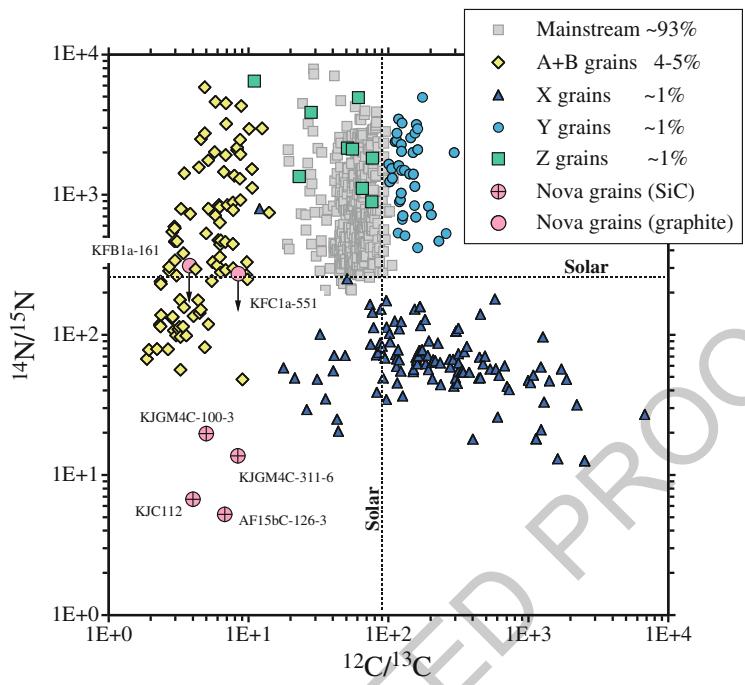 Mainstream ~93%
A+B grains 4-5%
X grains ~1%
Y grains ~1%
Z grains ~1%
Nova grains (SiC)
Nova grains (graphite)
1E+4
1E+3
1E+2
1E+1
1E+0
¹⁴N/¹⁵N
KFB1a-161
Solar
KFC1a-551
KJGM4C-100-3
KJGM4C-311-6
KJC112
AF15bC-126-3
Solar
1E+0 1E+1 1E+2 1E+3 1E+4
¹²C/¹³C
TED PROO